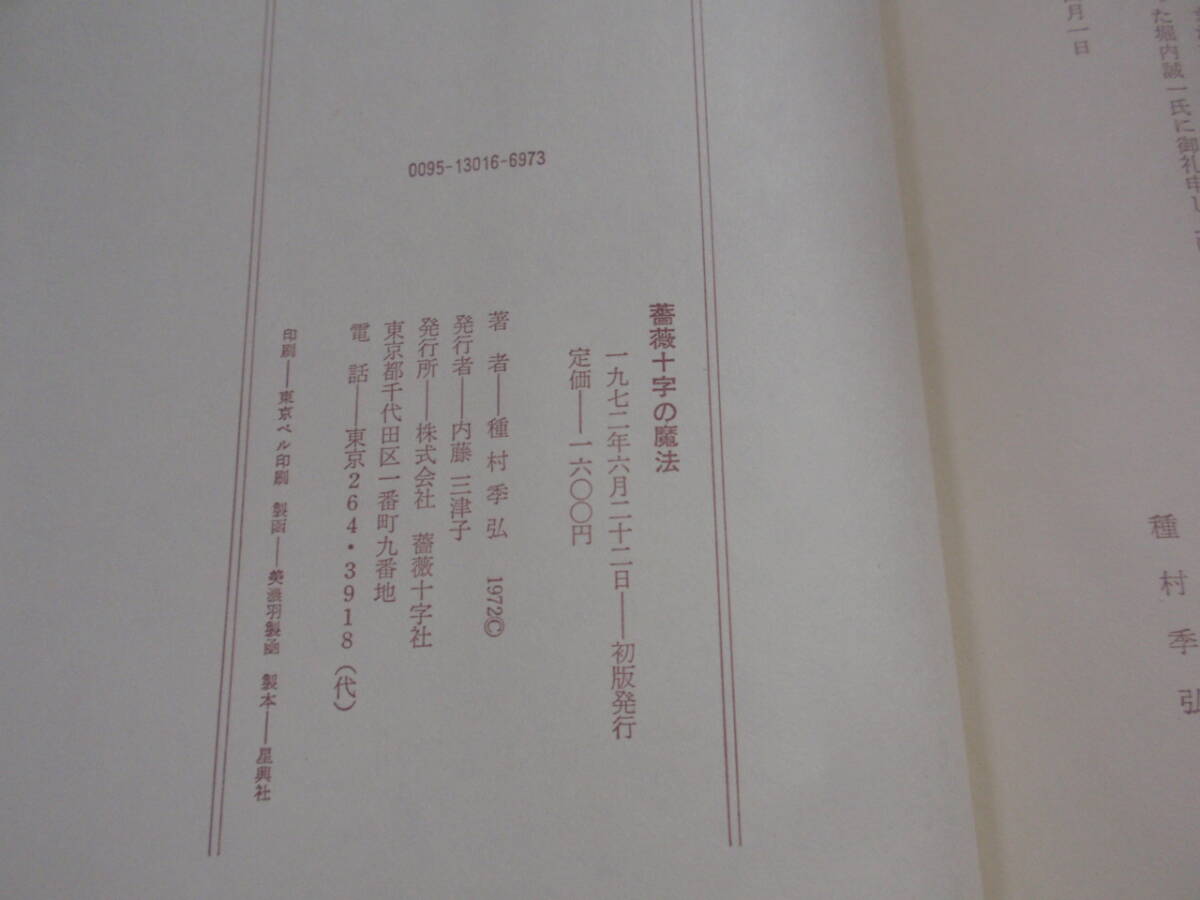 た堀内誠一氏に御礼申し
月一日
種村季弘
0095-13016-6973
薔薇十字の魔法
一九七二年六月二十二日――初版発行
定価――一六〇〇円
著者――種村季弘 1972©
発行者――内藤三津子
発行所――株式会社 薔薇十字社
東京都千代田区一番町九番地
電話――東京264・3918(代)
印刷――東京ベル印刷 製函――美濃羽製函 製本――星興社